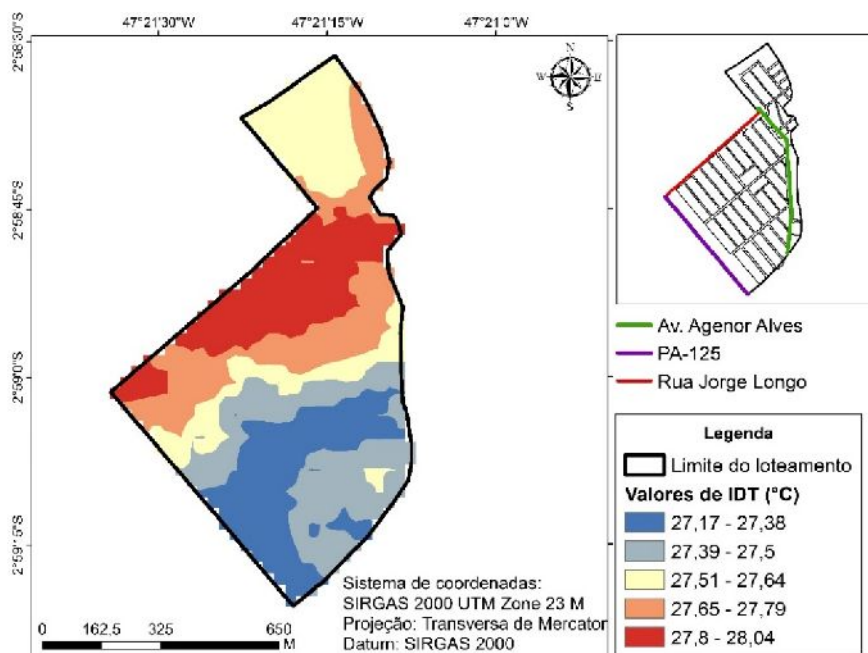 47°21'30"W
47°21'15"W
47°21'0"W
2°58'30"S
2°58'45"S
2°59'0"S
2°59'15"S
N
W
E
S
Av. Agenor Alves
PA-125
Rua Jorge Longo
Legenda
Limite do loteamento
Valores de IDT (°C)
27,17 - 27,38
27,39 - 27,5
27,51 - 27,64
27,65 - 27,79
27,8 - 28,04
Sistema de coordenadas:
SIRGAS 2000 UTM Zone 23 M
Projeção: Transversa de Mercator
Datum: SIRGAS 2000
0 162.5 325 650
M